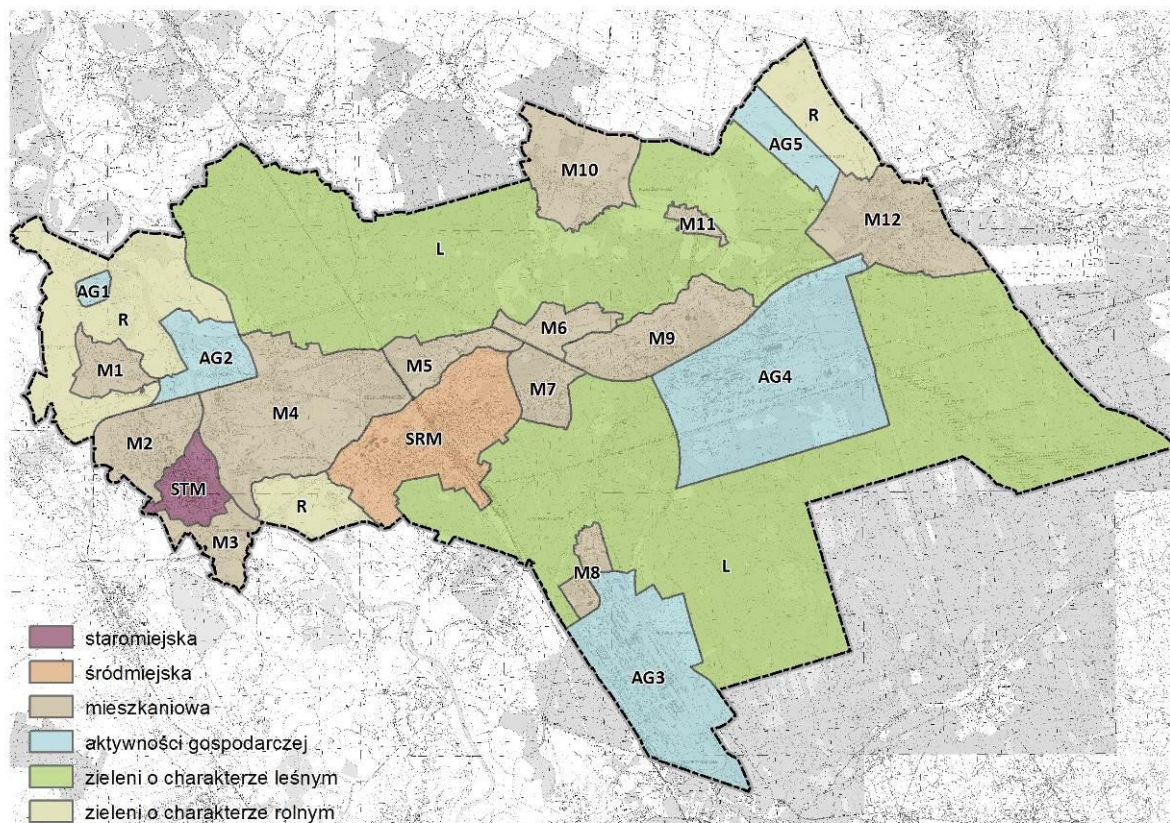 R
AG5
M10
M12
M11
L
AG1
R
M6
M9
AG2
M5
M1
M7
AG4
M4
SRM
M2
STM
R
M3
M8
L
AG3
staromiejska
śródmiejska
mieszkaniowa
aktywności gospodarczej
zieleni o charakterze leśnym
zieleni o charakterze rolnym